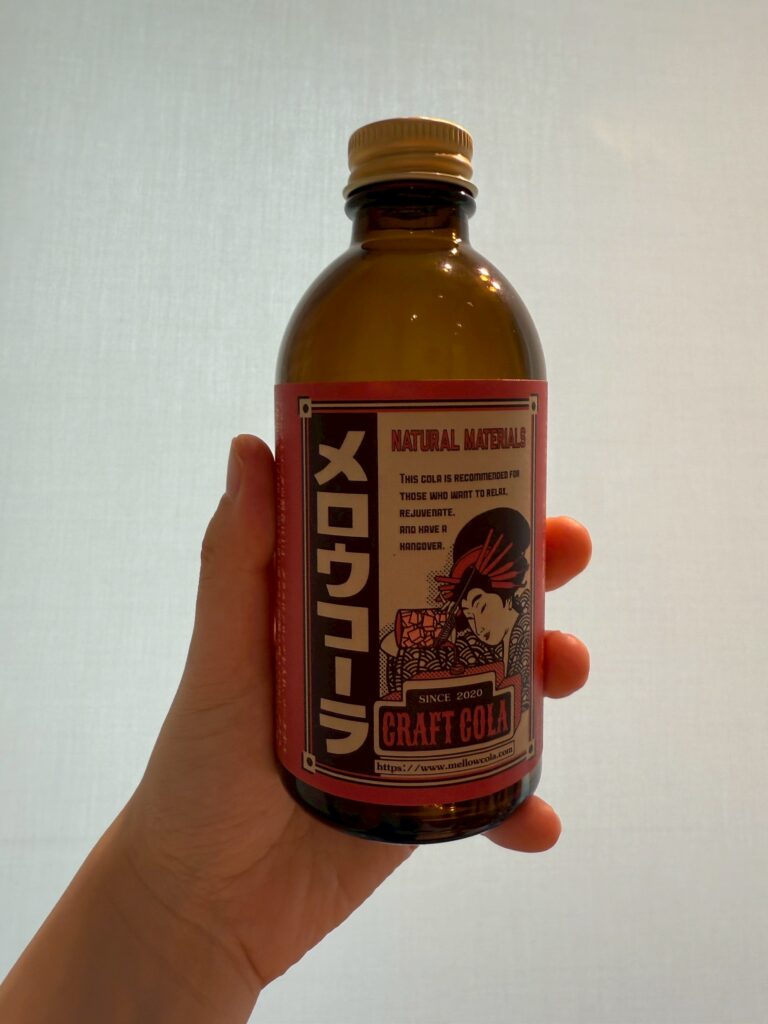 メロウコーラ
NATURAL MATERIALS
THIS COLA IS RECOMMENDED FOR
THOSE WHO WANT TO RELAX,
REJUVENATE,
AND HAVE A
HANGOVER.
SINCE 2020
CRAFT COLA
https://www.mellowcola.com